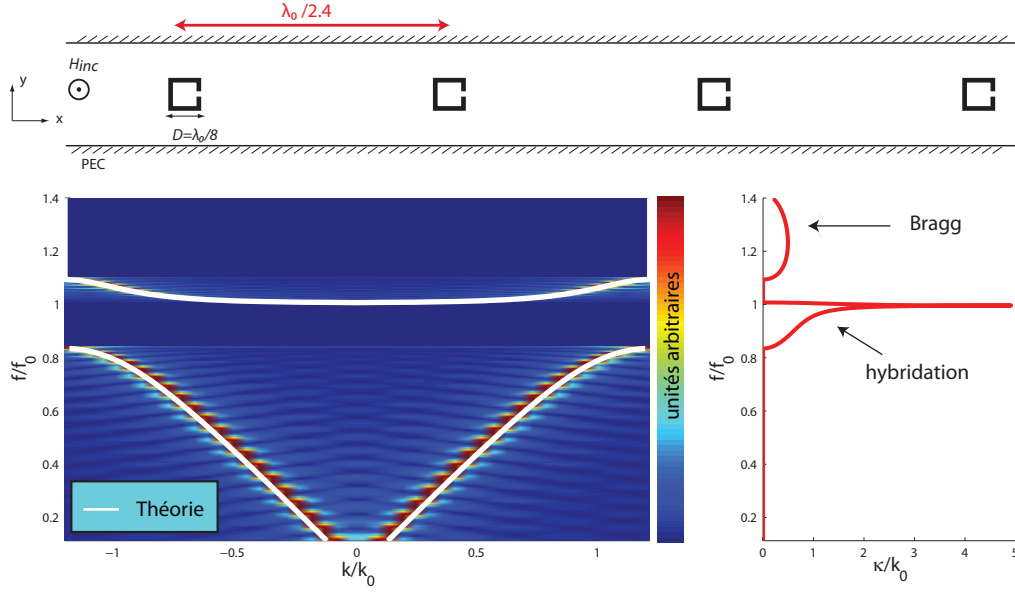 λ₀/2.4
Hinc
y
x
D=λ₀/8
PEC
1.4
1.2
1
0.8
0.6
0.4
0.2
f/f₀
−1
−0.5
0
0.5
1
k/k₀
Théorie
unités arbitraires
1.4
1.2
1
0.8
0.6
0.4
0.2
f/f₀
0
1
2
3
4
5
κ/k₀
Bragg
hybridation